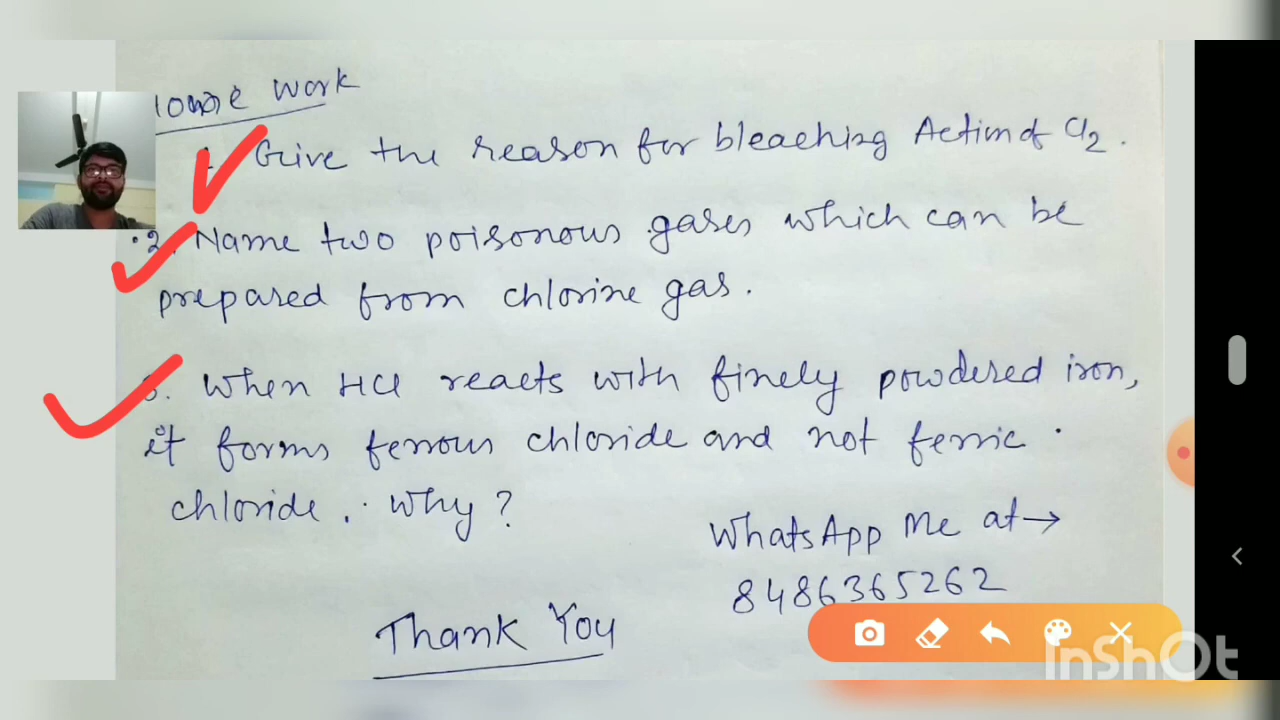 Work
1. Give the reason for bleaching Action of Cl2.
2. Name two poisonous gases which can be
prepared from chlorine gas.
3. When HCl reacts with finely powdered iron,
it forms ferrous chloride and not ferric
chloride. Why?
WhatsApp Me at →
8486365262
Thank You
InShOt